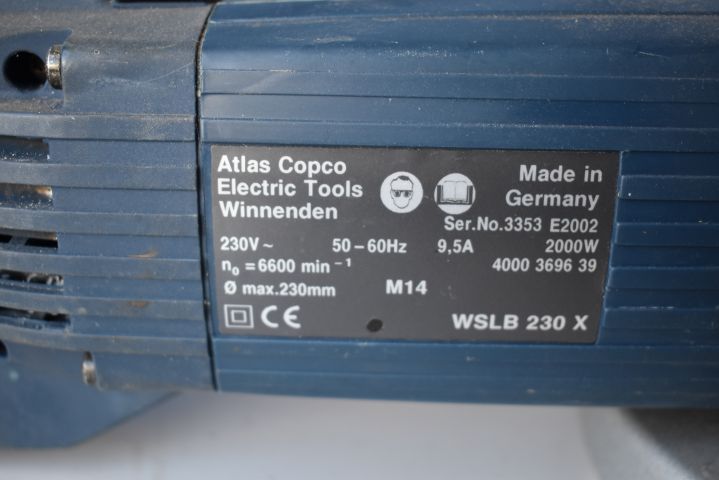 Atlas Copco
Electric Tools
Winnenden
Made in
Germany
Ser.No.3353 E2002
230V~ 50-60Hz 9,5A 2000W
n₀ = 6600 min⁻¹ 4000 3696 39
Ø max.230mm M14
CE WSLB 230 X